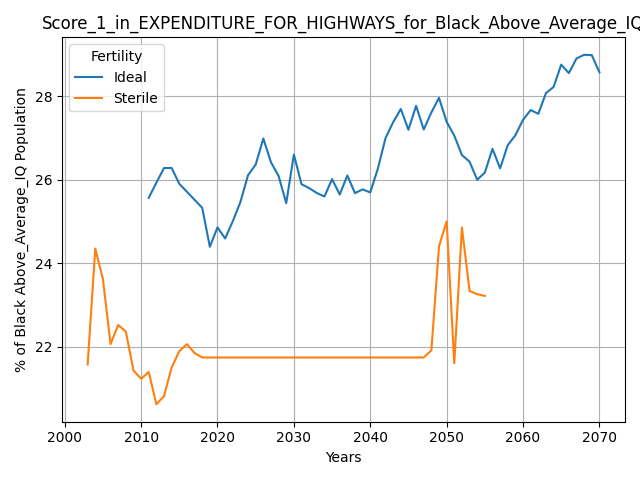 Score_1_in_EXPENDITURE_FOR_HIGHWAYS_for_Black_Above_Average_IQ
Fertility
Ideal
Sterile
% of Black Above_Average_IQ Population
28
26
24
22
2000 2010 2020 2030 2040 2050 2060 2070
Years